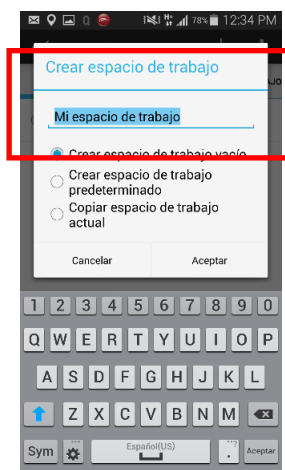 78% 12:34 PM
Crear espacio de trabajo
AJO
Mi espacio de trabajo
Crear espacio de trabajo vacío
Crear espacio de trabajo
predeterminado
Copiar espacio de trabajo
actual
Cancelar Aceptar
1 2 3 4 5 6 7 8 9 0
Q W E R T Y U I O P
A S D F G H J K L
Z X C V B N M
Sym Español(US) . Aceptar